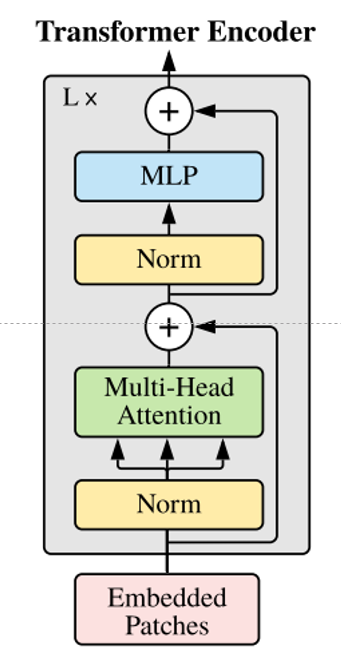 Transformer Encoder
L ×
+
MLP
Norm
+
Multi-Head
Attention
Norm
Embedded
Patches